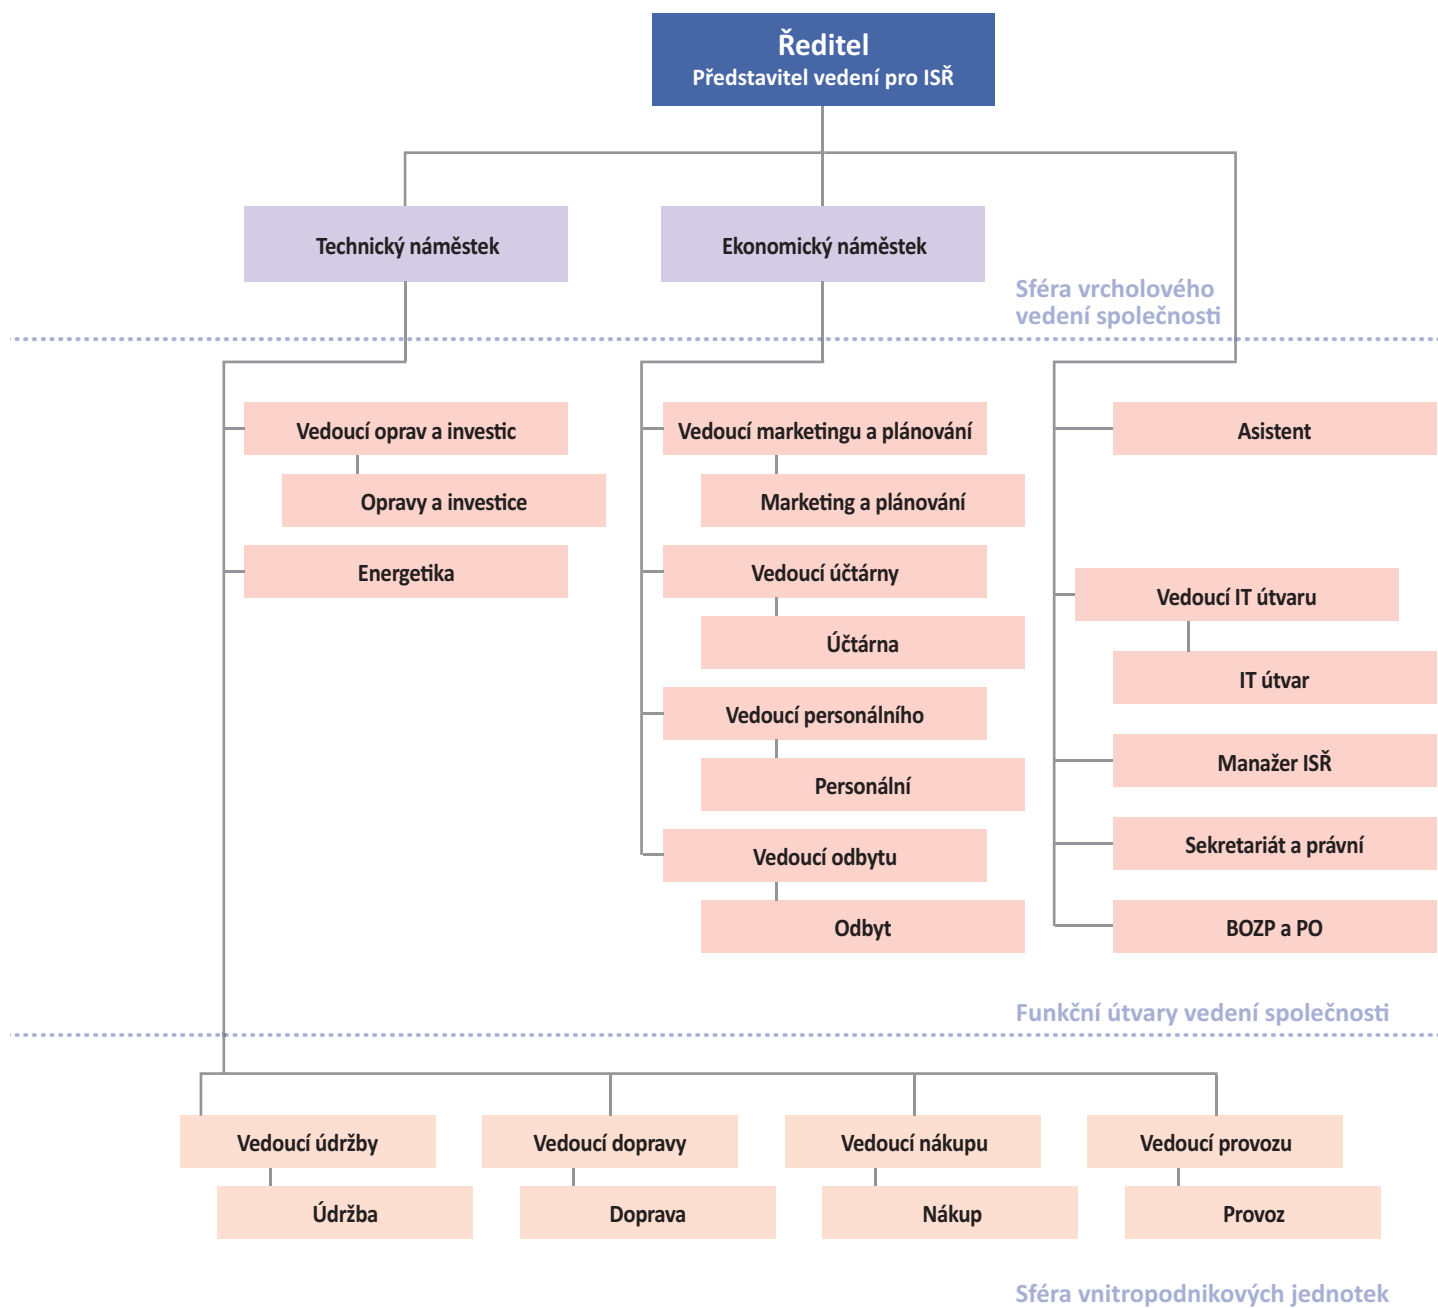 Ředitel
Představitel vedení pro ISŘ
Technický náměstek
Ekonomický náměstek
Sféra vrcholového
vedení společnosti
Vedoucí oprav a investic
Opravy a investice
Energetika
Vedoucí marketingu a plánování
Marketing a plánování
Vedoucí účtárny
Účtárna
Vedoucí personálního
Personální
Vedoucí odbytu
Odbyt
Asistent
Vedoucí IT útvaru
IT útvar
Manažer ISŘ
Sekretariát a právní
BOZP a PO
Funkční útvary vedení společnosti
Vedoucí údržby
Údržba
Vedoucí dopravy
Doprava
Vedoucí nákupu
Nákup
Vedoucí provozu
Provoz
Sféra vnitropodnikových jednotek